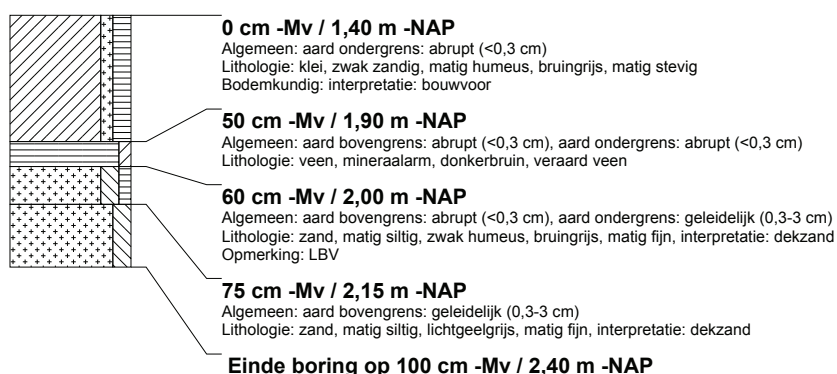 0 cm -Mv / 1,40 m -NAP
Algemeen: aard ondergrens: abrupt (<0,3 cm)
Lithologie: klei, zwak zandig, matig humeus, bruingrijs, matig stevig
Bodemkundig: interpretatie: bouwvoor
50 cm -Mv / 1,90 m -NAP
Algemeen: aard bovengrens: abrupt (<0,3 cm), aard ondergrens: abrupt (<0,3 cm)
Lithologie: veen, mineraalarm, donkerbruin, veraard veen
60 cm -Mv / 2,00 m -NAP
Algemeen: aard bovengrens: abrupt (<0,3 cm), aard ondergrens: geleidelijk (0,3-3 cm)
Lithologie: zand, matig siltig, zwak humeus, bruingrijs, matig fijn, interpretatie: dekzand
Opmerking: LBV
75 cm -Mv / 2,15 m -NAP
Algemeen: aard bovengrens: geleidelijk (0,3-3 cm)
Lithologie: zand, matig siltig, lichtgeelgrijs, matig fijn, interpretatie: dekzand
Einde boring op 100 cm -Mv / 2,40 m -NAP